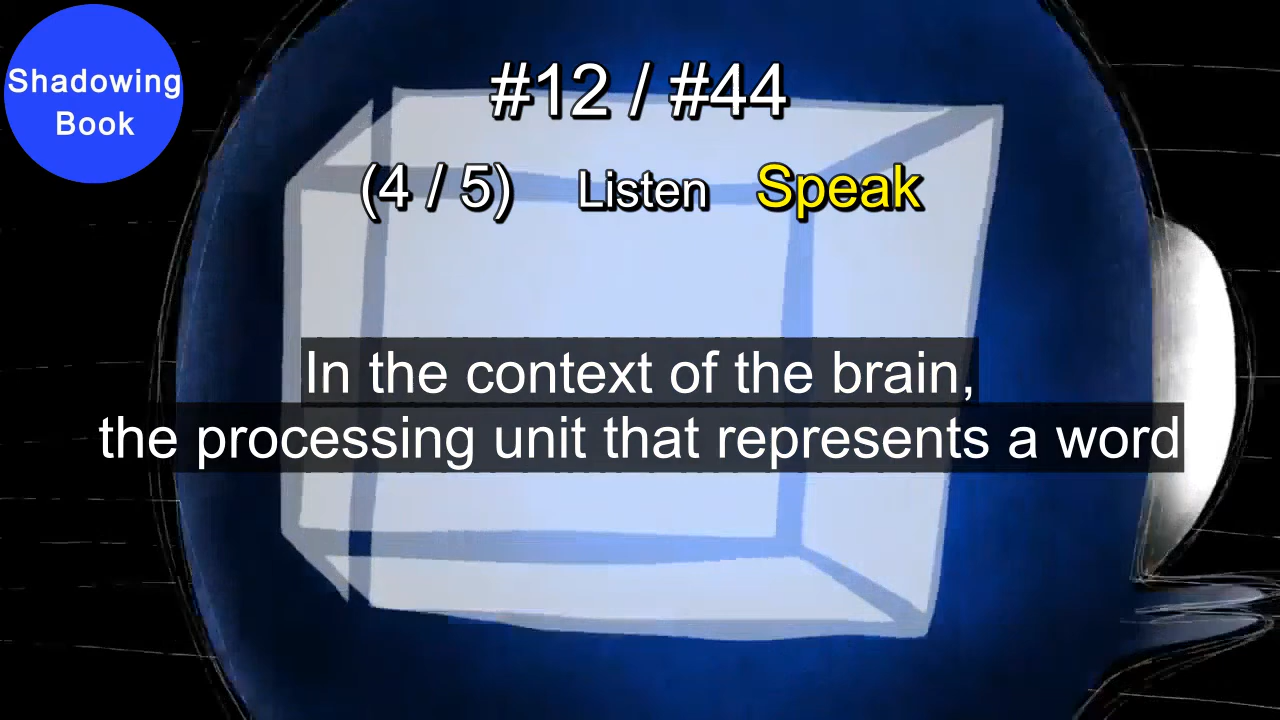 Shadowing
Book
#12 / #44
(4 / 5) Listen Speak
In the context of the brain,
the processing unit that represents a word